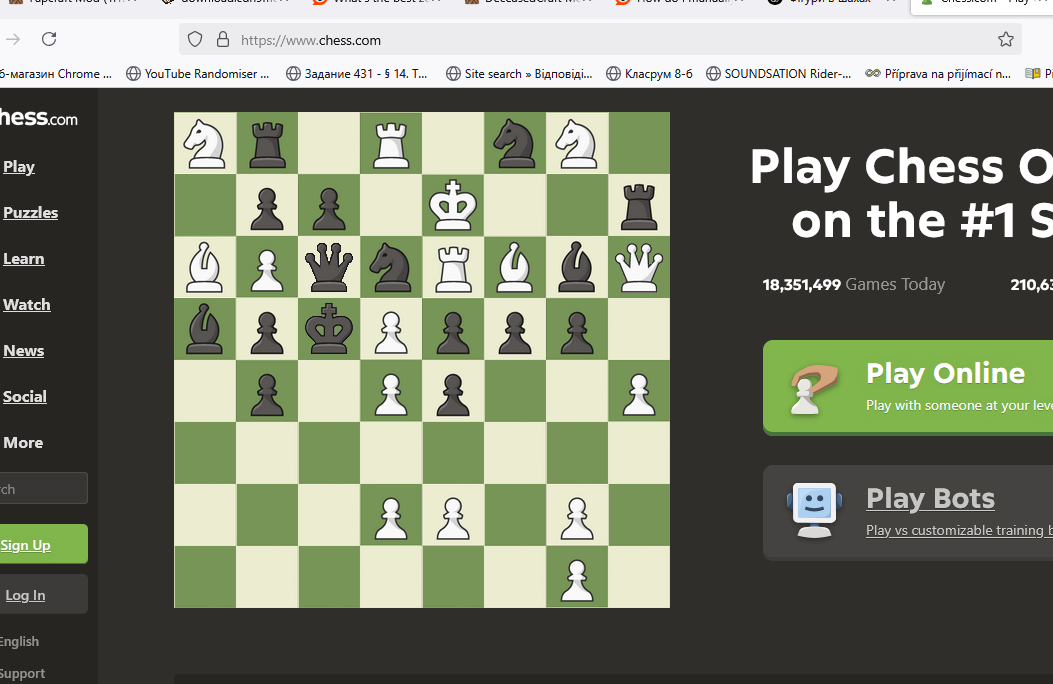 https://www.chess.com
б-магазин Chrome ...
YouTube Randomiser ...
Задание 431 - § 14. Т...
Site search » Відповіді...
Класрум 8-б
SOUNDSATION Rider-...
Příprava na přijímací n...
hess.com
Play
Puzzles
Learn
Watch
News
Social
More
rch
Sign Up
Log In
English
Support
Play Chess O
on the #1 S
18,351,499 Games Today
210,63
Play Online
Play with someone at your leve
Play Bots
Play vs customizable training b